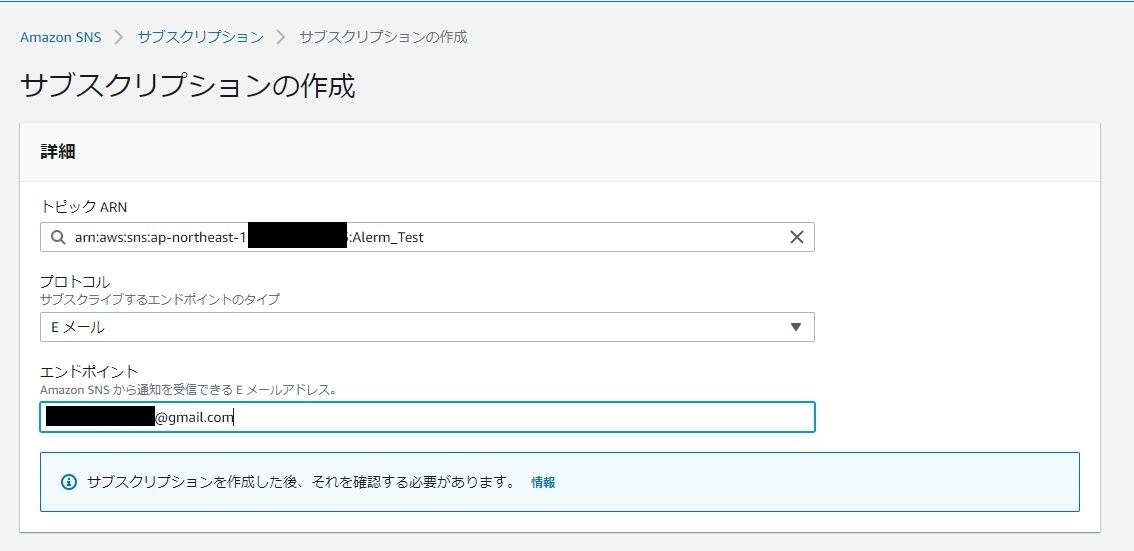 Amazon SNS > サブスクリプション > サブスクリプションの作成
サブスクリプションの作成
詳細
トピック ARN
arn:aws:sns:ap-northeast-1 :Alerm_Test
プロトコル
サブスクライブするエンドポイントのタイプ
E メール
エンドポイント
Amazon SNS から通知を受信できる E メールアドレス。
@gmail.com
サブスクリプションを作成した後、それを確認する必要があります。 情報